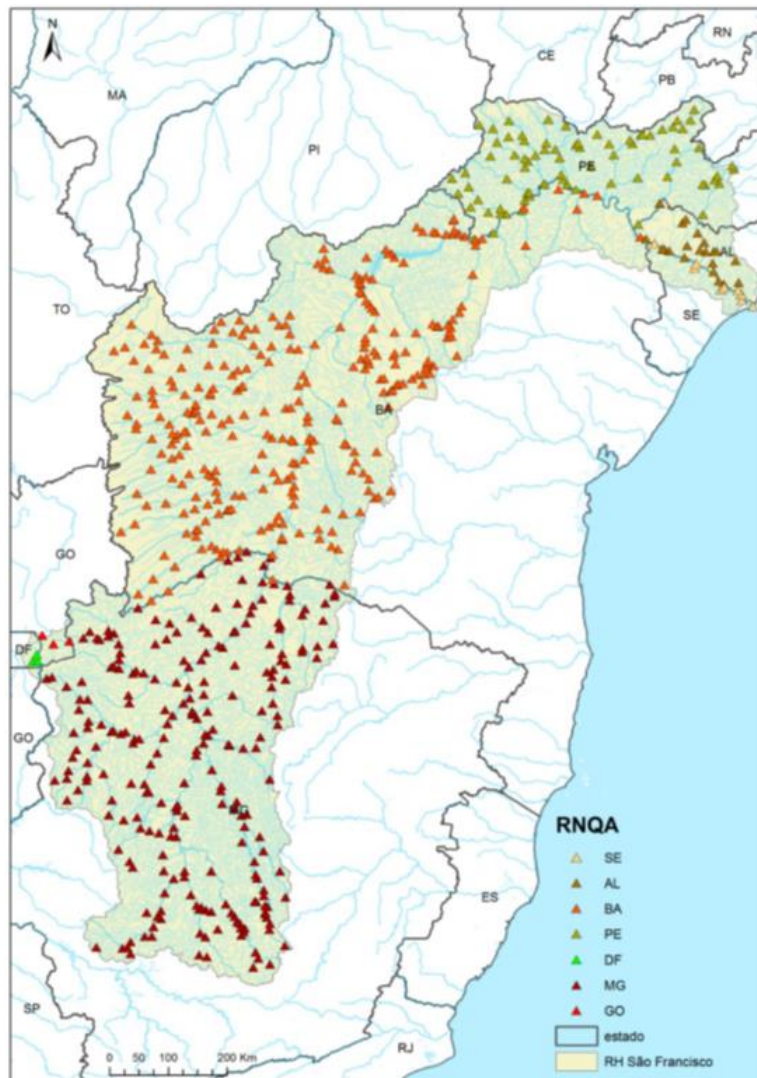 N
RN
CE
PB
MA
PI
PE
AL
TO
SE
BA
GO
DF
GO
MG
RNQA
SE
AL
BA
PE
DF
MG
GO
estado
RH São Francisco
ES
SP
RJ
0 50 100 200 Km